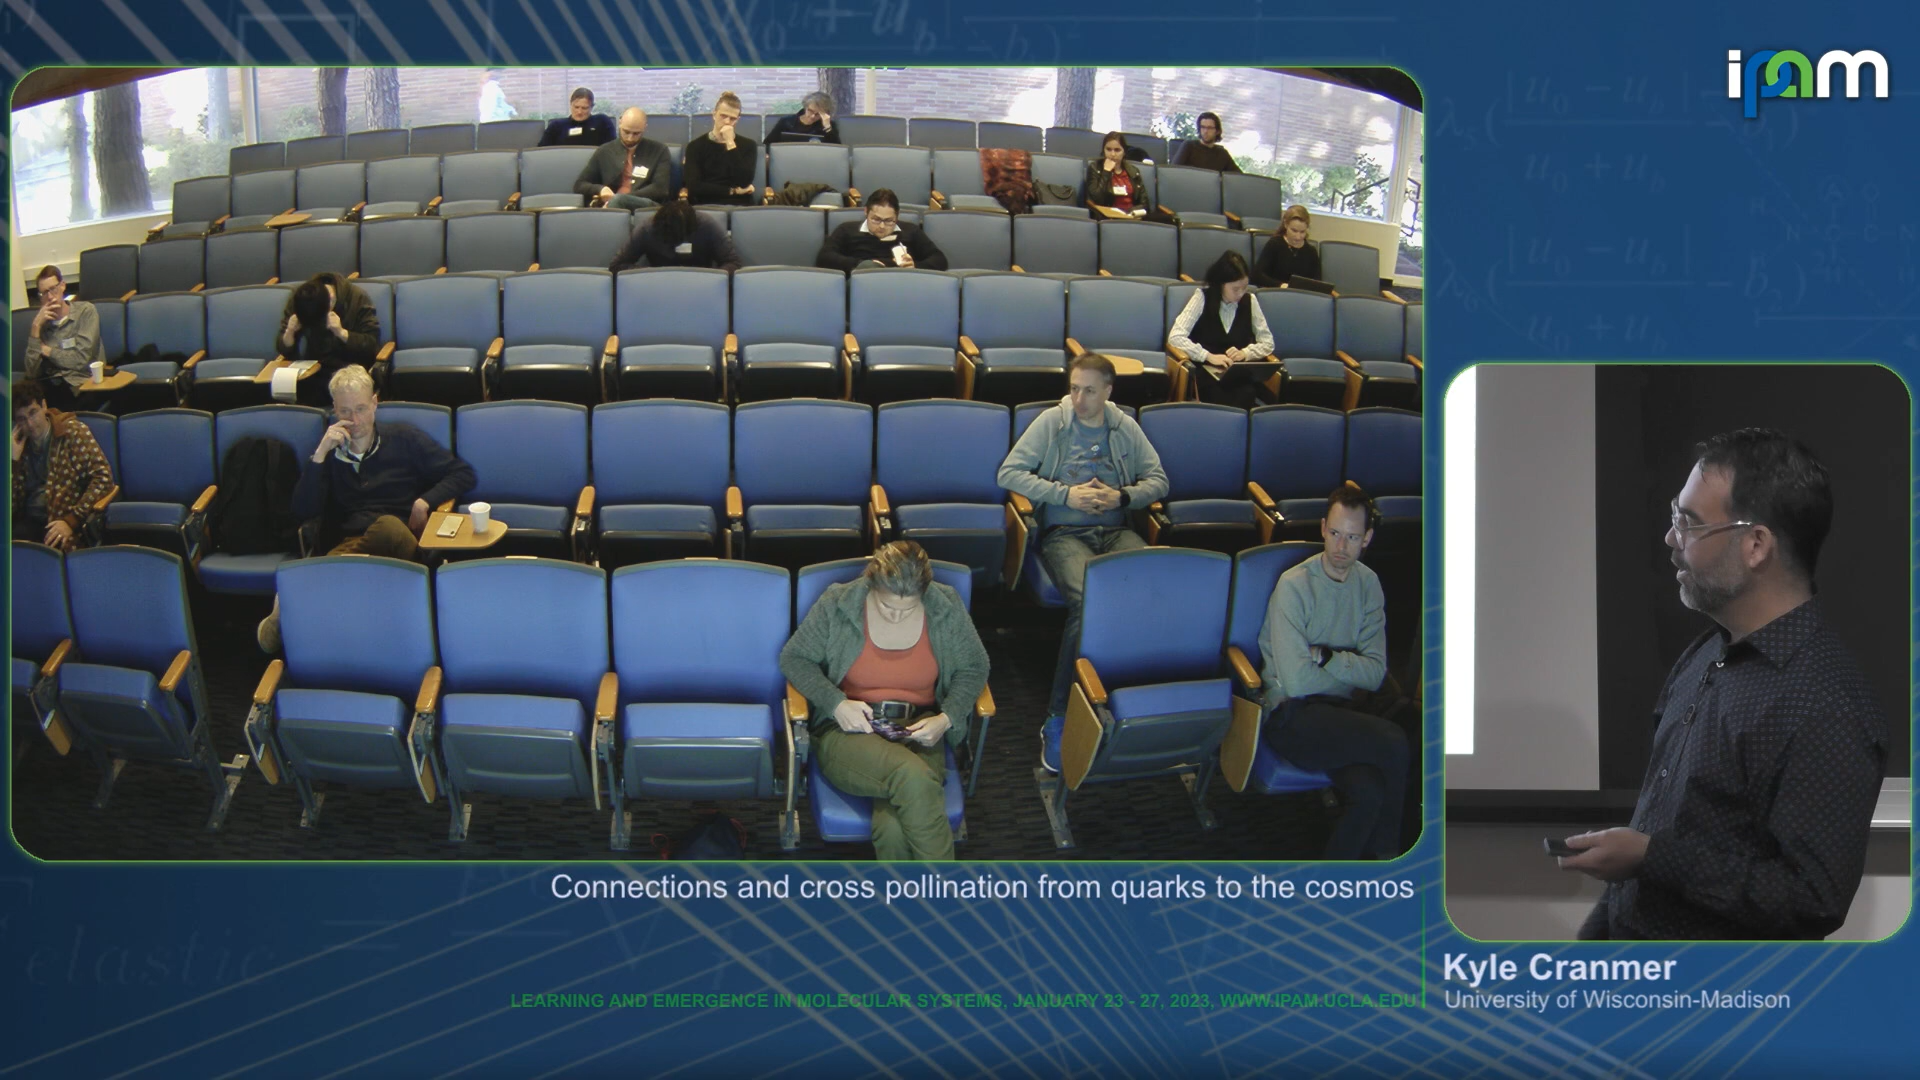 ipam
Connections and cross pollination from quarks to the cosmos
Kyle Cranmer
University of Wisconsin-Madison
LEARNING AND EMERGENCE IN MOLECULAR SYSTEMS, JANUARY 23 - 27, 2023, WWW.IPAM.UCLA.EDU
elastic